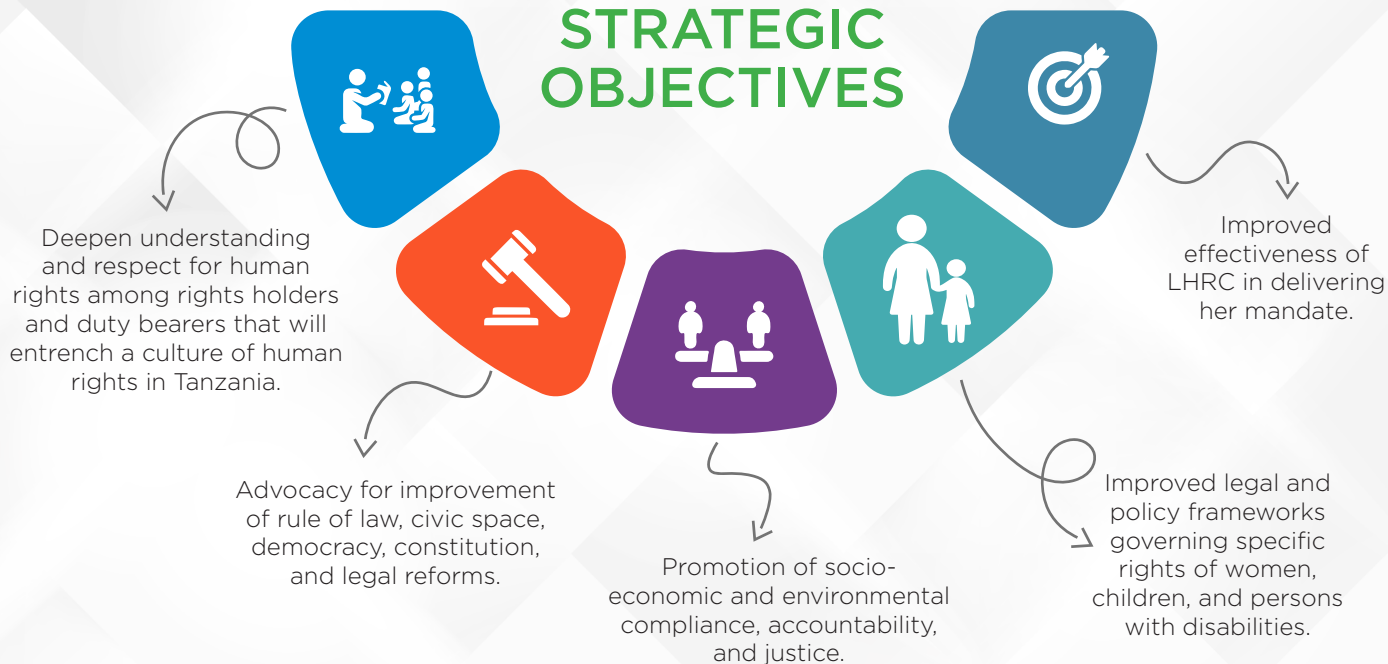 STRATEGIC
OBJECTIVES
Deepen understanding
and respect for human
rights among rights holders
and duty bearers that will
entrench a culture of human
rights in Tanzania.
Advocacy for improvement
of rule of law, civic space,
democracy, constitution,
and legal reforms.
Promotion of socio-
economic and environmental
compliance, accountability,
and justice.
Improved legal and
policy frameworks
governing specific
rights of women,
children, and persons
with disabilities.
Improved
effectiveness of
LHRC in delivering
her mandate.